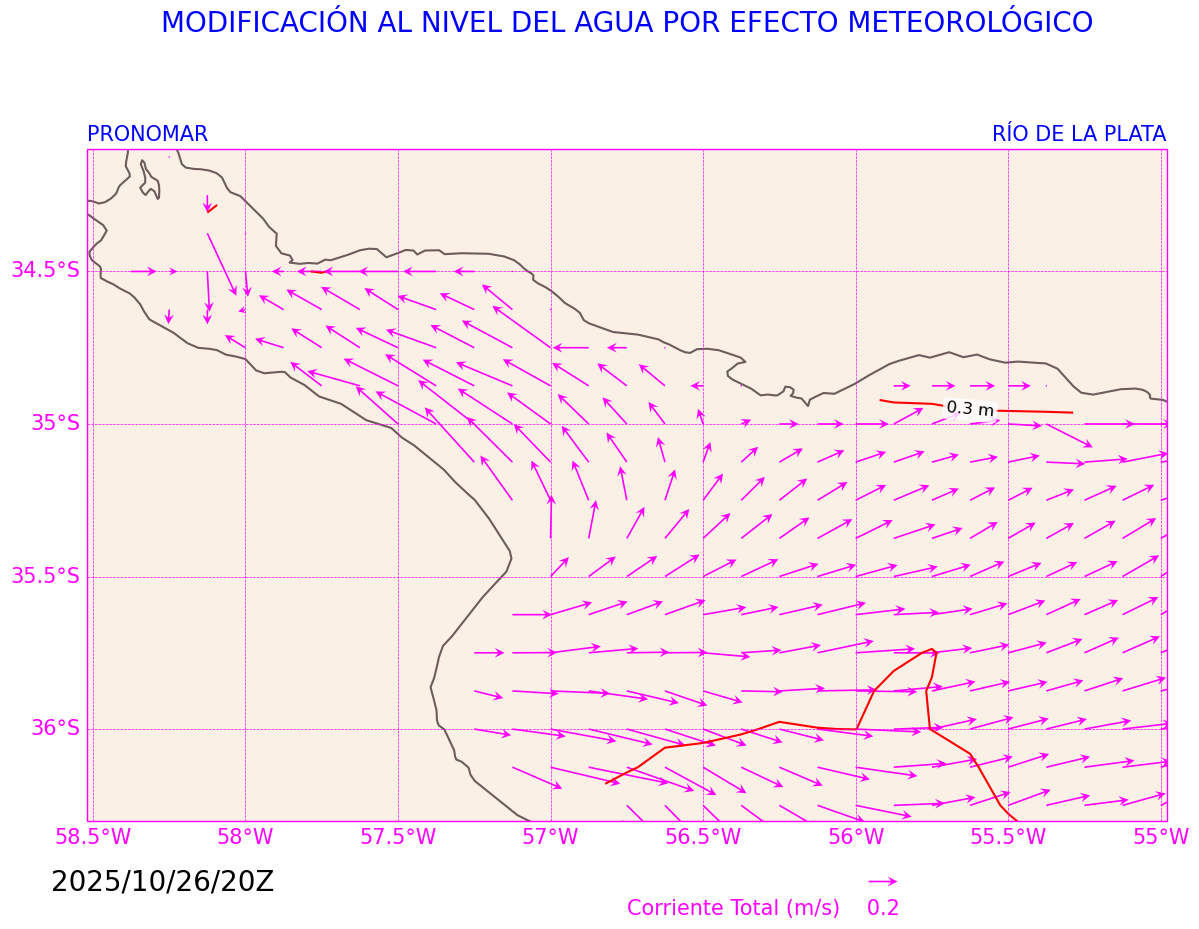 MODIFICACIÓN AL NIVEL DEL AGUA POR EFECTO METEOROLÓGICO
PRONOMAR
RÍO DE LA PLATA
34.5°S
35°S
35.5°S
36°S
0.3 m
58.5°W
58°W
57.5°W
57°W
56.5°W
56°W
55.5°W
55°W
2025/10/26/20Z
Corriente Total (m/s) 0.2